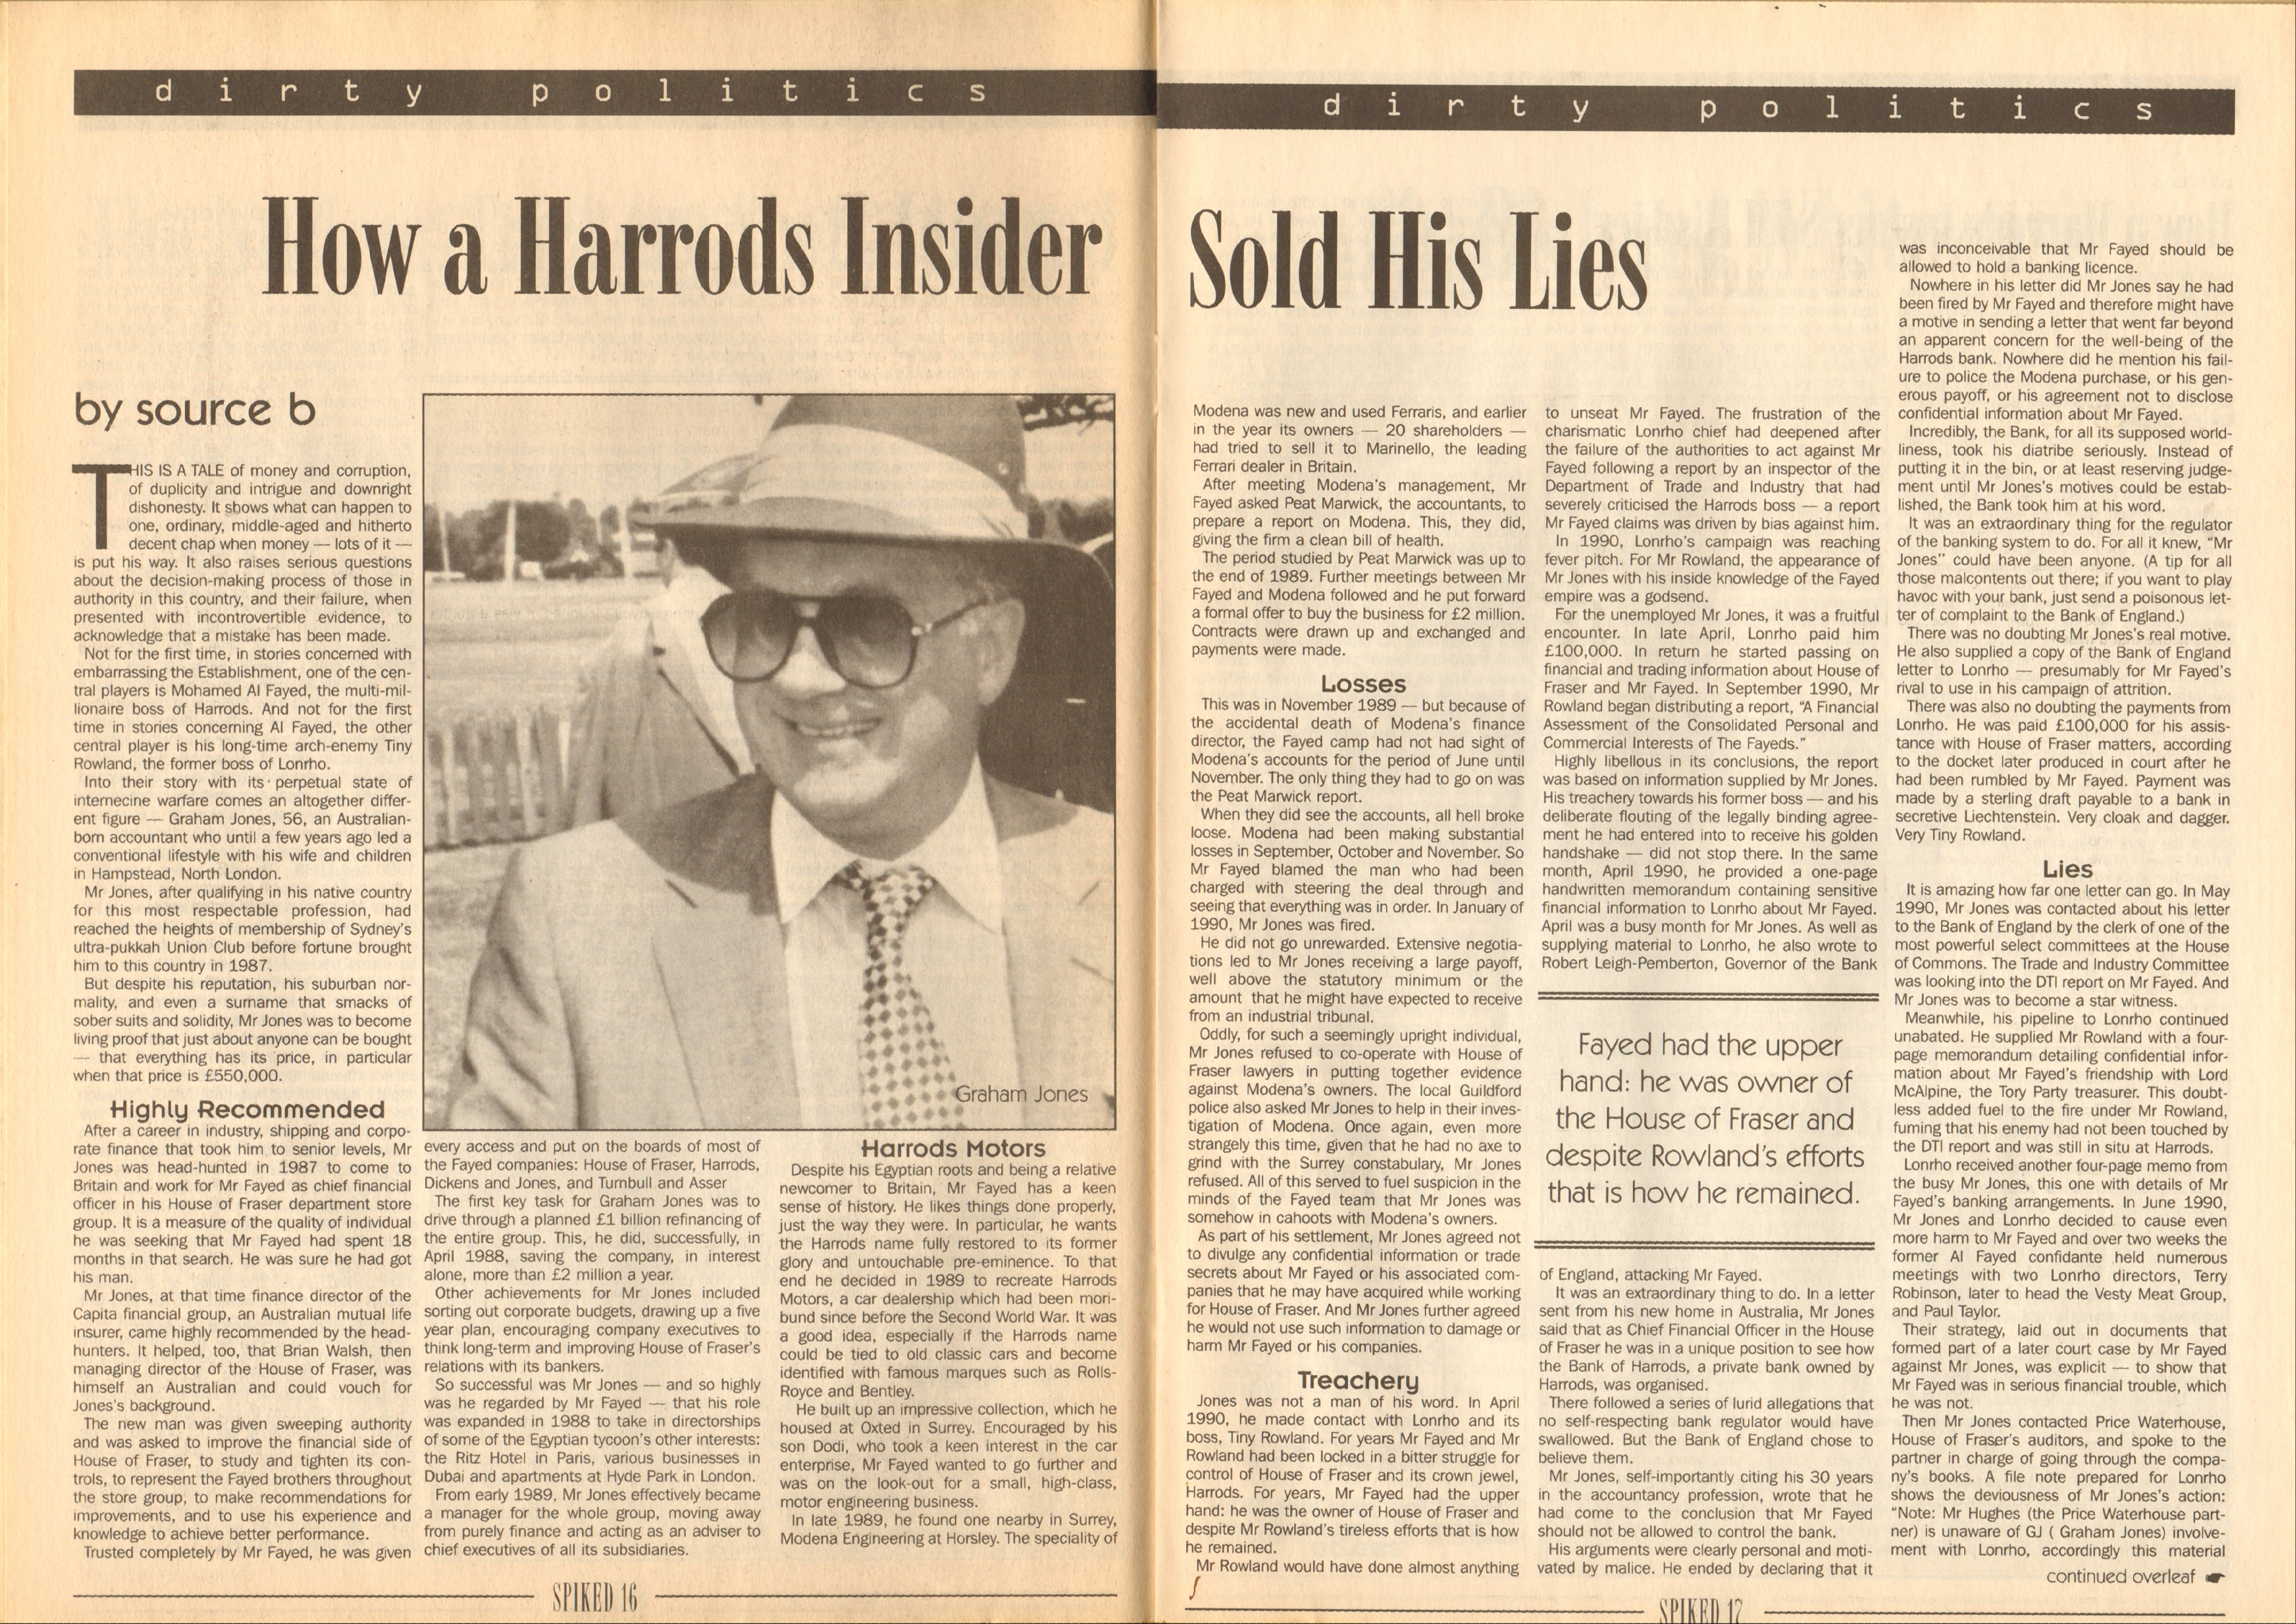 dirty politics
How a Harrods Insider
by source b
THIS IS A TALE of money and corruption,
of duplicity and intrigue and downright
dishonesty. It shows what can happen to
one, ordinary, middle-aged and hitherto
decent chap when money — lots of it —
is put his way. It also raises serious questions
about the decision-making process of those in
authority in this country, and their failure, when
presented with incontrovertible evidence, to
acknowledge that a mistake has been made.
Not for the first time, in stories concerned with
embarrassing the Establishment, one of the cen-
tral players is Mohamed Al Fayed, the multi-mil-
lionaire boss of Harrods. And not for the first
time in stories concerning Al Fayed, the other
central player is his long-time arch-enemy Tiny
Rowland, the former boss of Lonrho.
Into their story with its perpetual state of
internecine warfare comes an altogether differ-
ent figure — Graham Jones, 56, an Australian-
born accountant who until a few years ago led a
conventional lifestyle with his wife and children
in Hampstead, North London.
Mr Jones, after qualifying in his native country
for this most respectable profession, had
reached the heights of membership of Sydney's
ultra-pukkah Union Club before fortune brought
him to this country in 1987.
But despite his reputation, his suburban nor-
mality, and even a surname that smacks of
sober suits and solidity, Mr Jones was to become
living proof that just about anyone can be bought
— that everything has its price, in particular
when that price is £550,000.
Highly Recommended
After a career in industry, shipping and corpo-
rate finance that took him to senior levels, Mr
Jones was head-hunted in 1987 to come to
Britain and work for Mr Fayed as chief financial
officer in his House of Fraser department store
group. It is a measure of the quality of individual
he was seeking that Mr Fayed had spent 18
months in that search. He was sure he had got
his man.
Mr Jones, at that time finance director of the
Capita financial group, an Australian mutual life
insurer, came highly recommended by the head-
hunters. It helped, too, that Brian Walsh, then
managing director of the House of Fraser, was
himself an Australian and could vouch for
Jones's background.
The new man was given sweeping authority
and was asked to improve the financial side of
House of Fraser, to study and tighten its con-
trols, to represent the Fayed brothers throughout
the store group, to make recommendations for
improvements, and to use his experience and
knowledge to achieve better performance.
Trusted completely by Mr Fayed, he was given
Graham Jones
every access and put on the boards of most of
the Fayed companies: House of Fraser, Harrods,
Dickens and Jones, and Turnbull and Asser
The first key task for Graham Jones was to
drive through a planned £1 billion refinancing of
the entire group. This, he did, successfully, in
April 1988, saving the company, in interest
alone, more than £2 million a year.
Other achievements for Mr Jones included
sorting out corporate budgets, drawing up a five
year plan, encouraging company executives to
think long-term and improving House of Fraser's
relations with its bankers.
So successful was Mr Jones — and so highly
was he regarded by Mr Fayed — that his role
was expanded in 1988 to take in directorships
of some of the Egyptian tycoon's other interests:
the Ritz Hotel in Paris, various businesses in
Dubai and apartments at Hyde Park in London.
From early 1989, Mr Jones effectively became
a manager for the whole group, moving away
from purely finance and acting as an adviser to
chief executives of all its subsidiaries.
Harrods Motors
Despite his Egyptian roots and being a relative
newcomer to Britain, Mr Fayed has a keen
sense of history. He likes things done properly,
just the way they were. In particular, he wants
the Harrods name fully restored to its former
glory and untouchable pre-eminence. To that
end he decided in 1989 to recreate Harrods
Motors, a car dealership which had been mori-
bund since before the Second World War. It was
a good idea, especially if the Harrods name
could be tied to old classic cars and become
identified with famous marques such as Rolls-
Royce and Bentley.
He built up an impressive collection, which he
housed at Oxted in Surrey. Encouraged by his
son Dodi, who took a keen interest in the car
enterprise, Mr Fayed wanted to go further and
was on the look-out for a small, high-class,
motor engineering business.
In late 1989, he found one nearby in Surrey,
Modena Engineering at Horsley. The speciality of
SPIKED 16
dirty politics
Sold His Lies
Modena was new and used Ferraris, and earlier
in the year its owners — 20 shareholders —
had tried to sell it to Marinello, the leading
Ferrari dealer in Britain.
After meeting Modena's management, Mr
Fayed asked Peat Marwick, the accountants, to
prepare a report on Modena. This, they did,
giving the firm a clean bill of health.
The period studied by Peat Marwick was up to
the end of 1989. Further meetings between Mr
Fayed and Modena followed and he put forward
a formal offer to buy the business for £2 million.
Contracts were drawn up and exchanged and
payments were made.
Losses
This was in November 1989 — but because of
the accidental death of Modena's finance
director, the Fayed camp had not had sight of
Modena's accounts for the period of June until
November. The only thing they had to go on was
the Peat Marwick report.
When they did see the accounts, all hell broke
loose. Modena had been making substantial
losses in September, October and November. So
Mr Fayed blamed the man who had been
charged with steering the deal through and
seeing that everything was in order. In January of
1990, Mr Jones was fired.
He did not go unrewarded. Extensive negotia-
tions led to Mr Jones receiving a large payoff,
well above the statutory minimum or the
amount that he might have expected to receive
from an industrial tribunal.
Oddly, for such a seemingly upright individual,
Mr Jones refused to co-operate with House of
Fraser lawyers in putting together evidence
against Modena's owners. The local Guildford
police also asked Mr Jones to help in their inves-
tigation of Modena. Once again, even more
strangely this time, given that he had no axe to
grind with the Surrey constabulary, Mr Jones
refused. All of this served to fuel suspicion in the
minds of the Fayed team that Mr Jones was
somehow in cahoots with Modena's owners.
As part of his settlement, Mr Jones agreed not
to divulge any confidential information or trade
secrets about Mr Fayed or his associated com-
panies that he may have acquired while working
for House of Fraser. And Mr Jones further agreed
he would not use such information to damage or
harm Mr Fayed or his companies.
Treachery
Jones was not a man of his word. In April
1990, he made contact with Lonrho and its
boss, Tiny Rowland. For years Mr Fayed and Mr
Rowland had been locked in a bitter struggle for
control of House of Fraser and its crown jewel,
Harrods. For years, Mr Fayed had the upper
hand: he was the owner of House of Fraser and
despite Mr Rowland's tireless efforts that is how
he remained.
Mr Rowland would have done almost anything
to unseat Mr Fayed. The frustration of the
charismatic Lonrho chief had deepened after
the failure of the authorities to act against Mr
Fayed following a report by an inspector of the
Department of Trade and Industry that had
severely criticised the Harrods boss — a report
Mr Fayed claims was driven by bias against him.
In 1990, Lonrho's campaign was reaching
fever pitch. For Mr Rowland, the appearance of
Mr Jones with his inside knowledge of the Fayed
empire was a godsend.
For the unemployed Mr Jones, it was a fruitful
encounter. In late April, Lonrho paid him
£100,000. In return he started passing on
financial and trading information about House of
Fraser and Mr Fayed. In September 1990, Mr
Rowland began distributing a report, "A Financial
Assessment of the Consolidated Personal and
Commercial Interests of The Fayeds."
Highly libellous in its conclusions, the report
was based on information supplied by Mr Jones.
His treachery towards his former boss — and his
deliberate flouting of the legally binding agree-
ment he had entered into to receive his golden
handshake — did not stop there. In the same
month, April 1990, he provided a one-page
handwritten memorandum containing sensitive
financial information to Lonrho about Mr Fayed.
April was a busy month for Mr Jones. As well as
supplying material to Lonrho, he also wrote to
Robert Leigh-Pemberton, Governor of the Bank
Fayed had the upper
hand: he was owner of
the House of Fraser and
despite Rowland's efforts
that is how he remained.
of England, attacking Mr Fayed.
It was an extraordinary thing to do. In a letter
sent from his new home in Australia, Mr Jones
said that as Chief Financial Officer in the House
of Fraser he was in a unique position to see how
the Bank of Harrods, a private bank owned by
Harrods, was organised.
There followed a series of lurid allegations that
no self-respecting bank regulator would have
swallowed. But the Bank of England chose to
believe them.
Mr Jones, self-importantly citing his 30 years
in the accountancy profession, wrote that he
had come to the conclusion that Mr Fayed
should not be allowed to control the bank.
His arguments were clearly personal and moti-
vated by malice. He ended by declaring that it
was inconceivable that Mr Fayed should be
allowed to hold a banking licence.
Nowhere in his letter did Mr Jones say he had
been fired by Mr Fayed and therefore might have
a motive in sending a letter that went far beyond
an apparent concern for the well-being of the
Harrods bank. Nowhere did he mention his fail-
ure to police the Modena purchase, or his gen-
erous payoff, or his agreement not to disclose
confidential information about Mr Fayed.
Incredibly, the Bank, for all its supposed world-
liness, took his diatribe seriously. Instead of
putting it in the bin, or at least reserving judge-
ment until Mr Jones's motives could be estab-
lished, the Bank took him at his word.
It was an extraordinary thing for the regulator
of the banking system to do. For all it knew, "Mr
Jones" could have been anyone. (A tip for all
those malcontents out there; if you want to play
havoc with your bank, just send a poisonous let-
ter of complaint to the Bank of England.)
There was no doubting Mr Jones's real motive.
He also supplied a copy of the Bank of England
letter to Lonrho — presumably for Mr Fayed's
rival to use in his campaign of attrition.
There was also no doubting the payments from
Lonrho. He was paid £100,000 for his assis-
tance with House of Fraser matters, according
to the docket later produced in court after he
had been rumbled by Mr Fayed. Payment was
made by a sterling draft payable to a bank in
secretive Liechtenstein. Very cloak and dagger.
Very Tiny Rowland.
Lies
It is amazing how far one letter can go. In May
1990, Mr Jones was contacted about his letter
to the Bank of England by the clerk of one of the
most powerful select committees at the House
of Commons. The Trade and Industry Committee
was looking into the DTI report on Mr Fayed. And
Mr Jones was to become a star witness.
Meanwhile, his pipeline to Lonrho continued
unabated. He supplied Mr Rowland with a four-
page memorandum detailing confidential infor-
mation about Mr Fayed's friendship with Lord
McAlpine, the Tory Party treasurer. This doubt-
less added fuel to the fire under Mr Rowland,
fuming that his enemy had not been touched by
the DTI report and was still in situ at Harrods.
Lonrho received another four-page memo from
the busy Mr Jones, this one with details of Mr
Fayed's banking arrangements. In June 1990,
Mr Jones and Lonrho decided to cause even
more harm to Mr Fayed and over two weeks the
former Al Fayed confidante held numerous
meetings with two Lonrho directors, Terry
Robinson, later to head the Vesty Meat Group,
and Paul Taylor.
Their strategy, laid out in documents that
formed part of a later court case by Mr Fayed
against Mr Jones, was explicit — to show that
Mr Fayed was in serious financial trouble, which
he was not.
Then Mr Jones contacted Price Waterhouse,
House of Fraser's auditors, and spoke to the
partner in charge of going through the compa-
ny's books. A file note prepared for Lonrho
shows the deviousness of Mr Jones's action:
"Note: Mr Hughes (the Price Waterhouse part-
ner) is unaware of GJ ( Graham Jones) involve-
ment with Lonrho, accordingly this material
continued overleaf
SPIKED 17